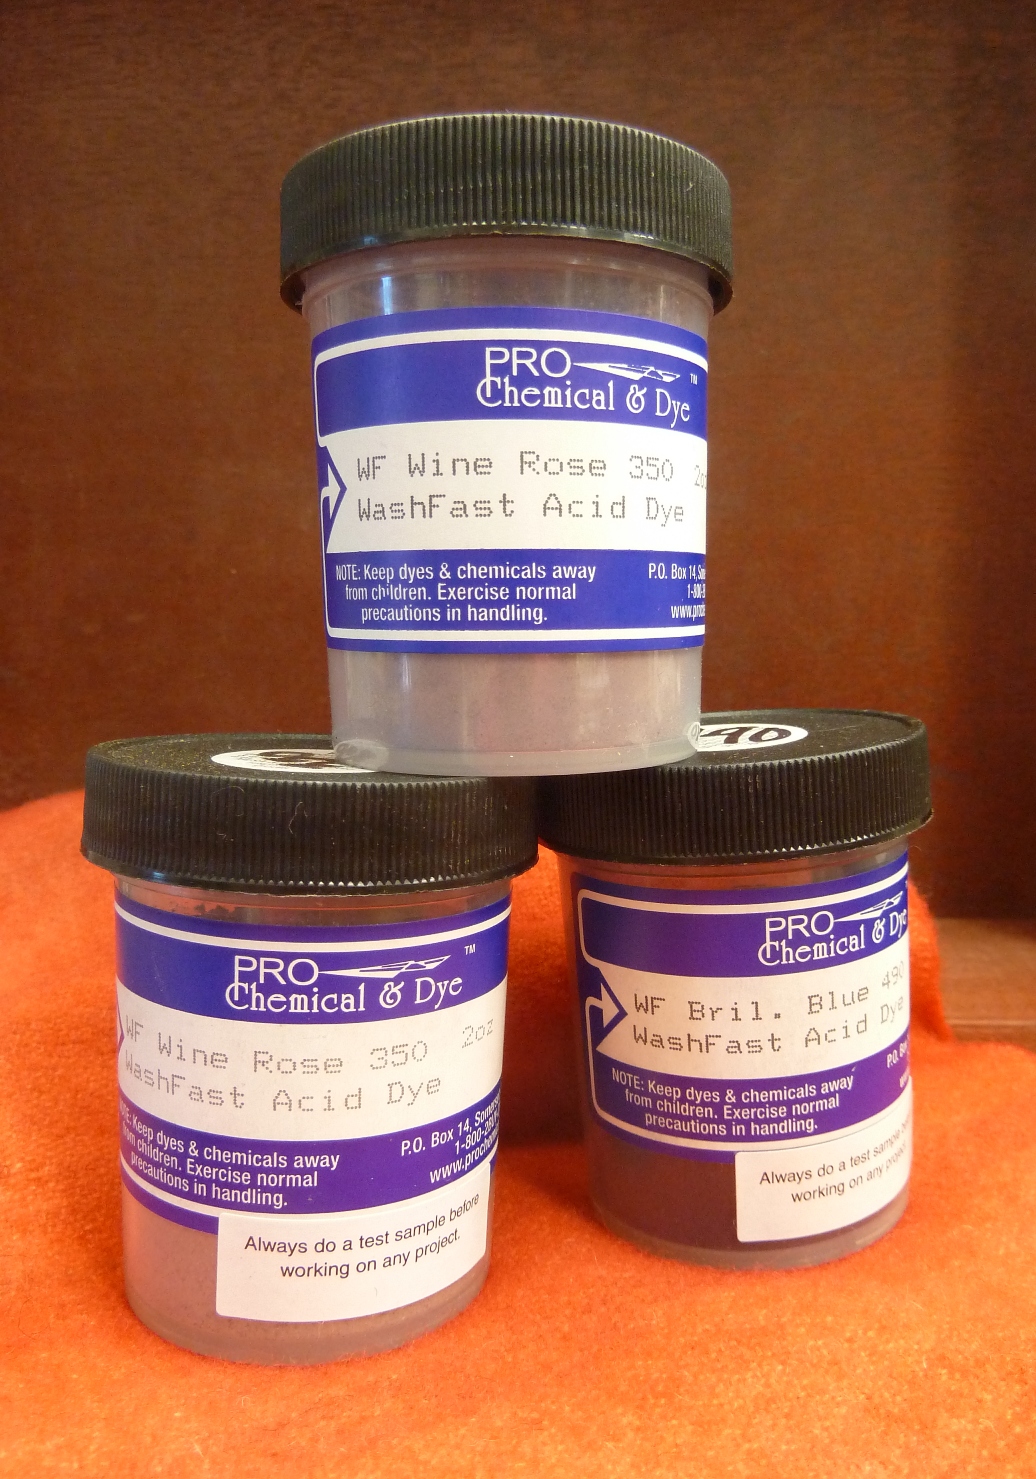 PRO
Chemical & Dye
TM
WF Wine Rose 350
WashFast Acid Dye
NOTE: Keep dyes & chemicals away
from children. Exercise normal
precautions in handling.
P.O. Box 14,
PRO
Chemical & Dye
TM
WF Wine Rose 350 2oz
WashFast Acid Dye
Keep dyes & chemicals away
from children. Exercise normal
precautions in handling.
P.O. Box 14,
Always do a test sample before
working on any project.
PRO
Chemical & Dye
WF Bril. Blue 490
WashFast Acid Dye
NOTE: Keep dyes & chemicals away
from children. Exercise normal
precautions in handling.
P.O.
Always do a test sample
working on any